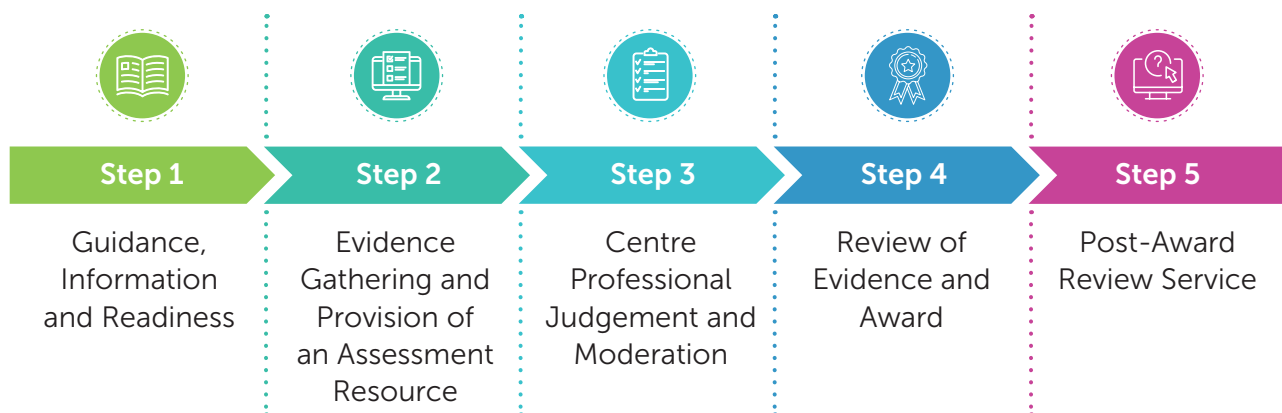 Step 1
Step 2
Step 3
Step 4
Step 5
Guidance,
Information
and Readiness
Evidence
Gathering and
Provision of
an Assessment
Resource
Centre
Professional
Judgement and
Moderation
Review of
Evidence and
Award
Post-Award
Review Service
?